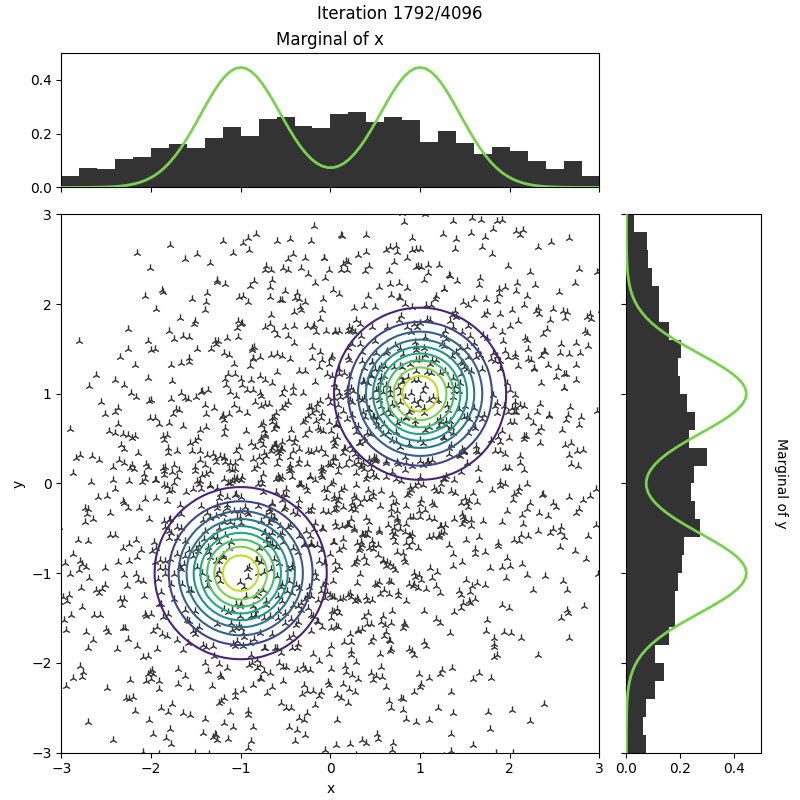 Iteration 1792/4096
Marginal of x
0.4
0.2
0.0
3
2
1
0
−1
−2
−3
y
−3 −2 −1 0 1 2 3
x
0.0 0.2 0.4
Marginal of y